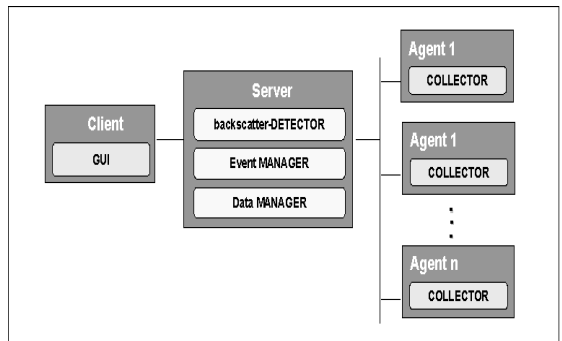 Client
GUI
Server
backscatter-DETECTOR
Event MANAGER
Data MANAGER
Agent 1
COLLECTOR
Agent 1
COLLECTOR
Agent n
COLLECTOR